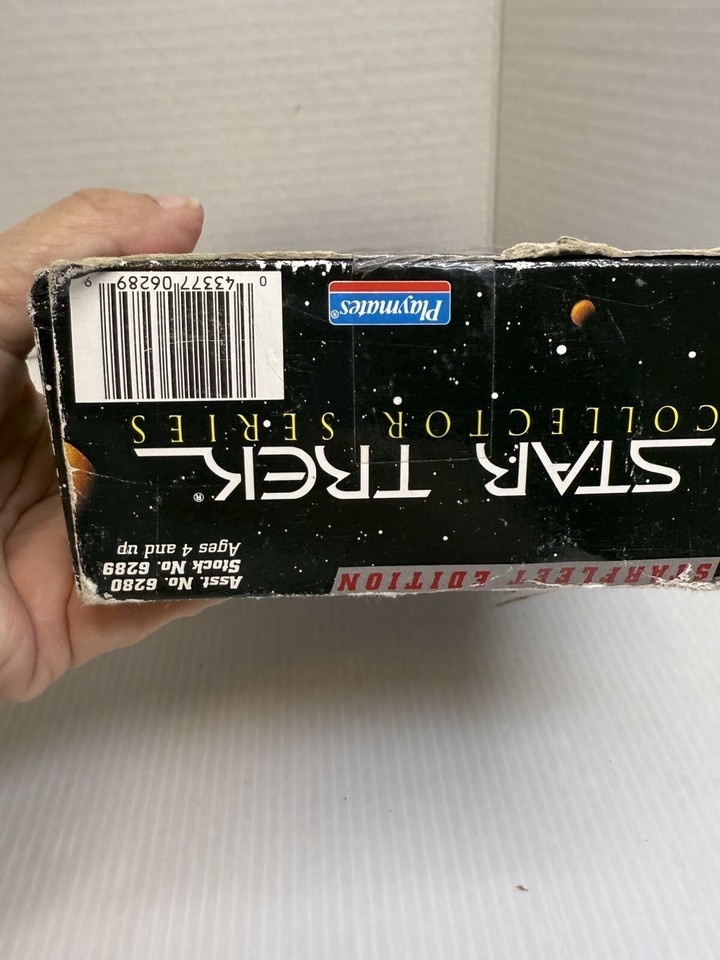 STARFLEET EDITION
Asst. No. 6280
Stock No. 6289
Ages 4 and up
STAR TREK®
COLLECTOR SERIES
Playmates®
0 43377 06289 9